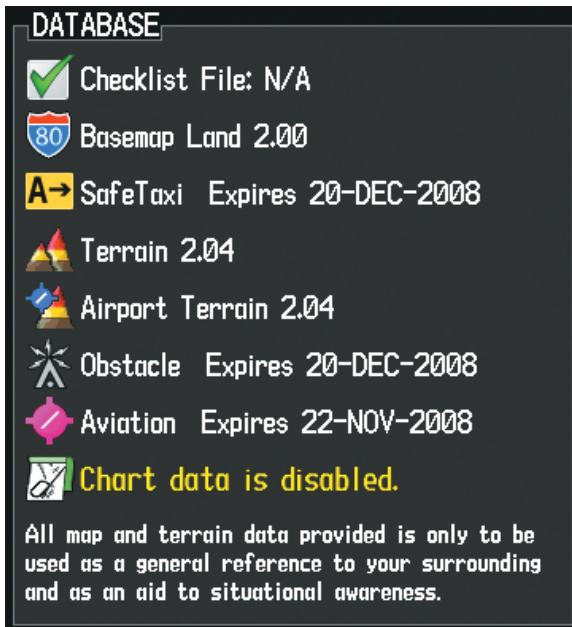 DATABASE
Checklist File: N/A
80 Basemap Land 2.00
A→ SafeTaxi Expires 20-DEC-2008
Terrain 2.04
Airport Terrain 2.04
Obstacle Expires 20-DEC-2008
Aviation Expires 22-NOV-2008
Chart data is disabled.
All map and terrain data provided is only to be
used as a general reference to your surrounding
and as an aid to situational awareness.